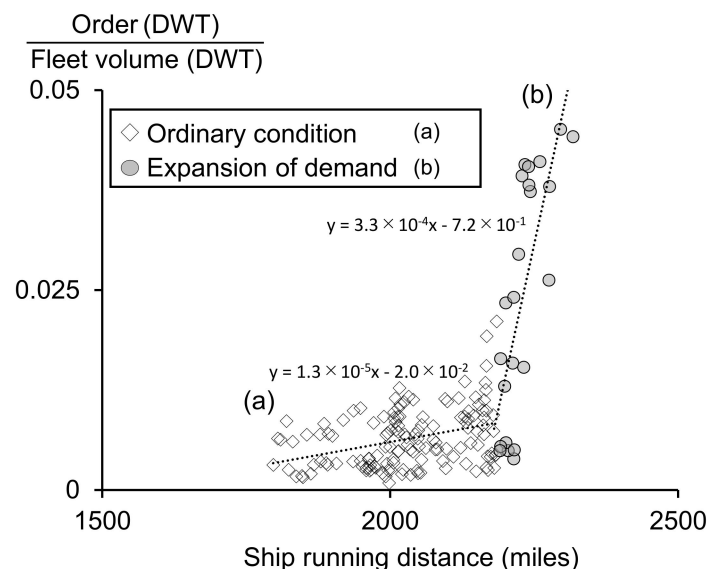 Order (DWT)
Fleet volume (DWT)
0.05
(b)
Ordinary condition (a)
Expansion of demand (b)
y = 3.3 × 10⁻⁴x - 7.2 × 10⁻¹
0.025
y = 1.3 × 10⁻⁵x - 2.0 × 10⁻²
(a)
0
1500 2000 2500
Ship running distance (miles)